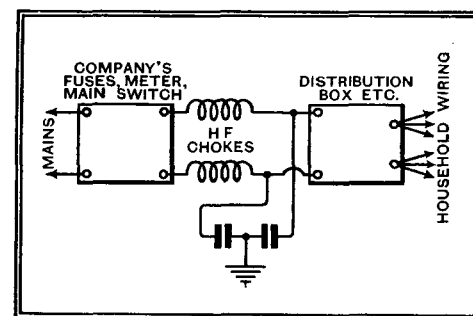 COMPANY'S
FUSES, METER,
MAIN SWITCH
MAINS
H F
CHOKES
DISTRIBUTION
BOX ETC.
HOUSEHOLD WIRING